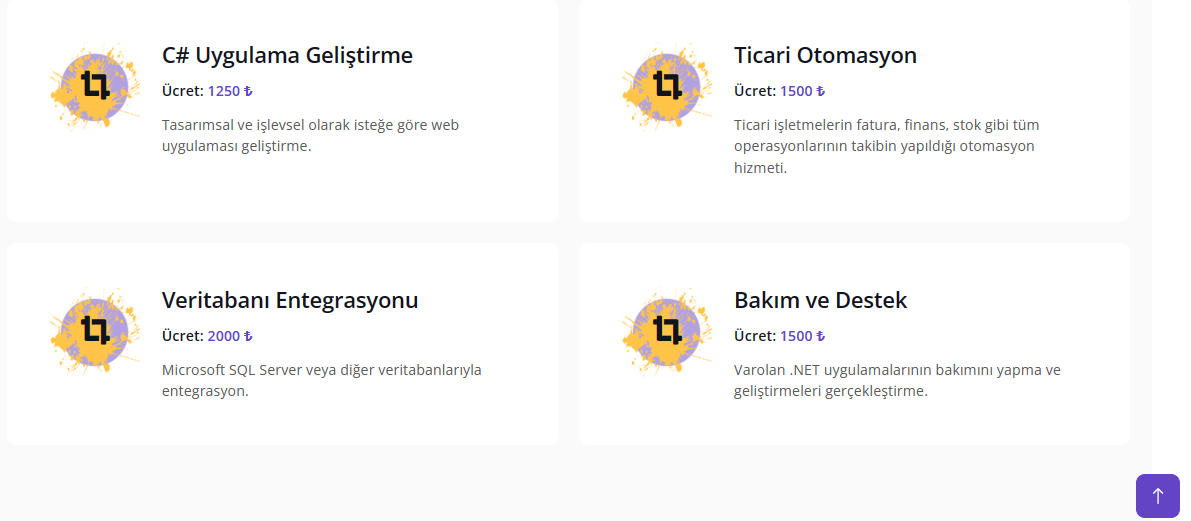 C# Uygulama Geliştirme
Ücret: 1250 ₺
Tasarımsal ve işlevsel olarak isteğe göre web
uygulaması geliştirme.
Ticari Otomasyon
Ücret: 1500 ₺
Ticari işletmelerin fatura, finans, stok gibi tüm
operasyonlarının takibin yapıldığı otomasyon
hizmeti.
Veritabanı Entegrasyonu
Ücret: 2000 ₺
Microsoft SQL Server veya diğer veritabanlarıyla
entegrasyon.
Bakım ve Destek
Ücret: 1500 ₺
Varolan .NET uygulamalarının bakımını yapma ve
geliştirmeleri gerçekleştirme.